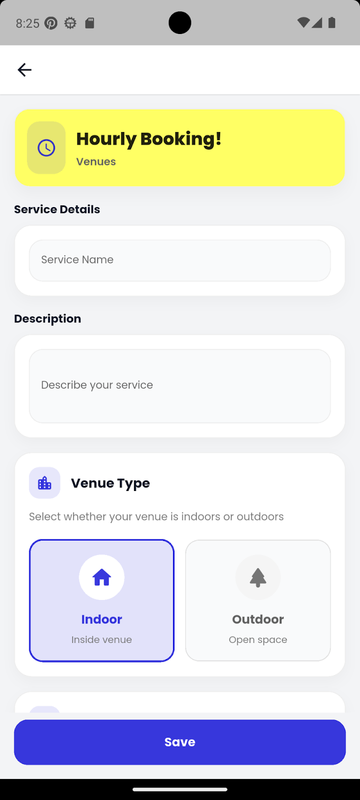 8:25
Hourly Booking!
Venues
Service Details
Service Name
Description
Describe your service
Venue Type
Select whether your venue is indoors or outdoors
Indoor
Inside venue
Outdoor
Open space
Save